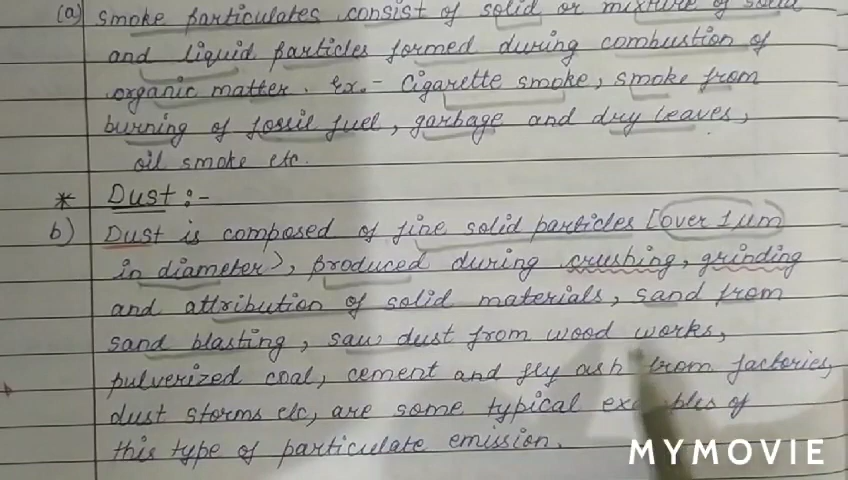 (a) smoke particulates consist of solid or mixture of solid
and liquid particles formed during combustion of
organic matter. Ex.- Cigarette smoke, smoke from
burning of fossil fuel, garbage and dry leaves,
oil smoke etc.
* Dust :-
b) Dust is composed of fine solid particles [over 1 μm
in diameter), produced during crushing, grinding
and attribution of solid materials, sand from
sand blasting, saw dust from wood works,
pulverized coal, cement and fly ash from factories,
dust storms etc, are some typical of
this type of particulate emission.
MYMOVIE